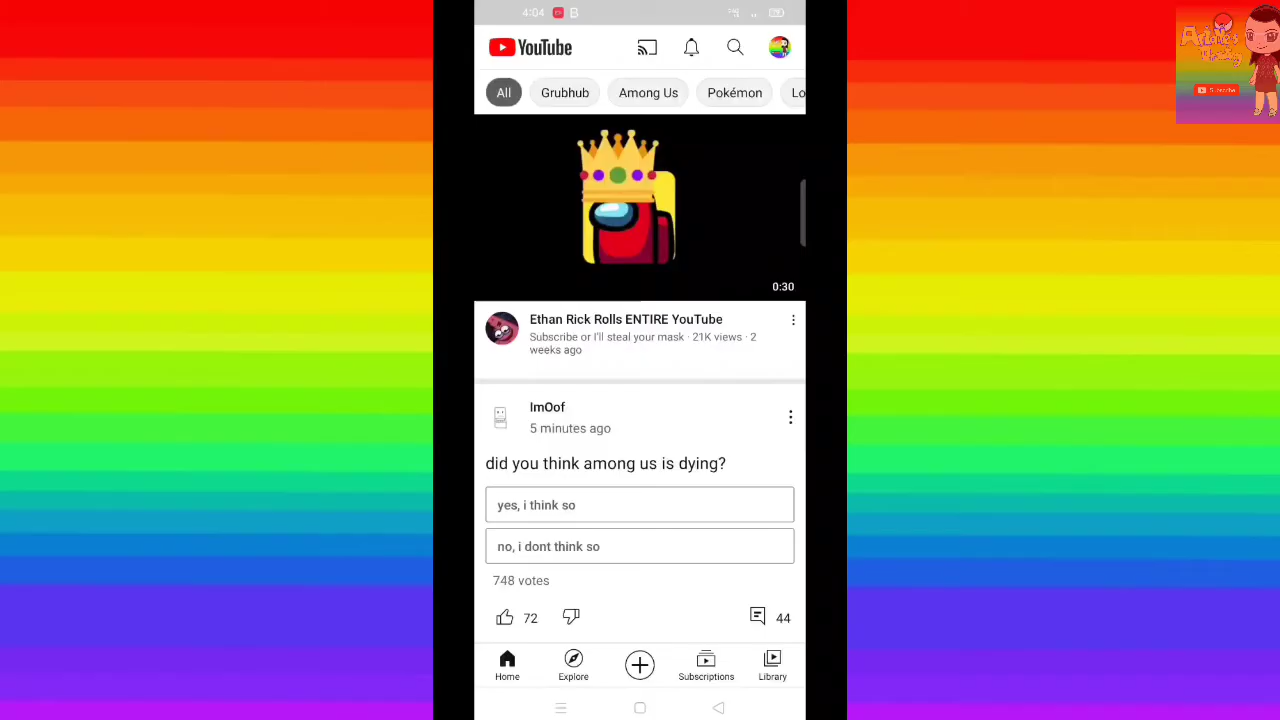 4:04
YouTube
All Grubhub Among Us Pokémon Lo
0:30
Ethan Rick Rolls ENTIRE YouTube
Subscribe or I'll steal your mask · 21K views · 2
weeks ago
ImOof
5 minutes ago
did you think among us is dying?
yes, i think so
no, i dont think so
748 votes
72
44
Home Explore Subscriptions Library
Subscribe